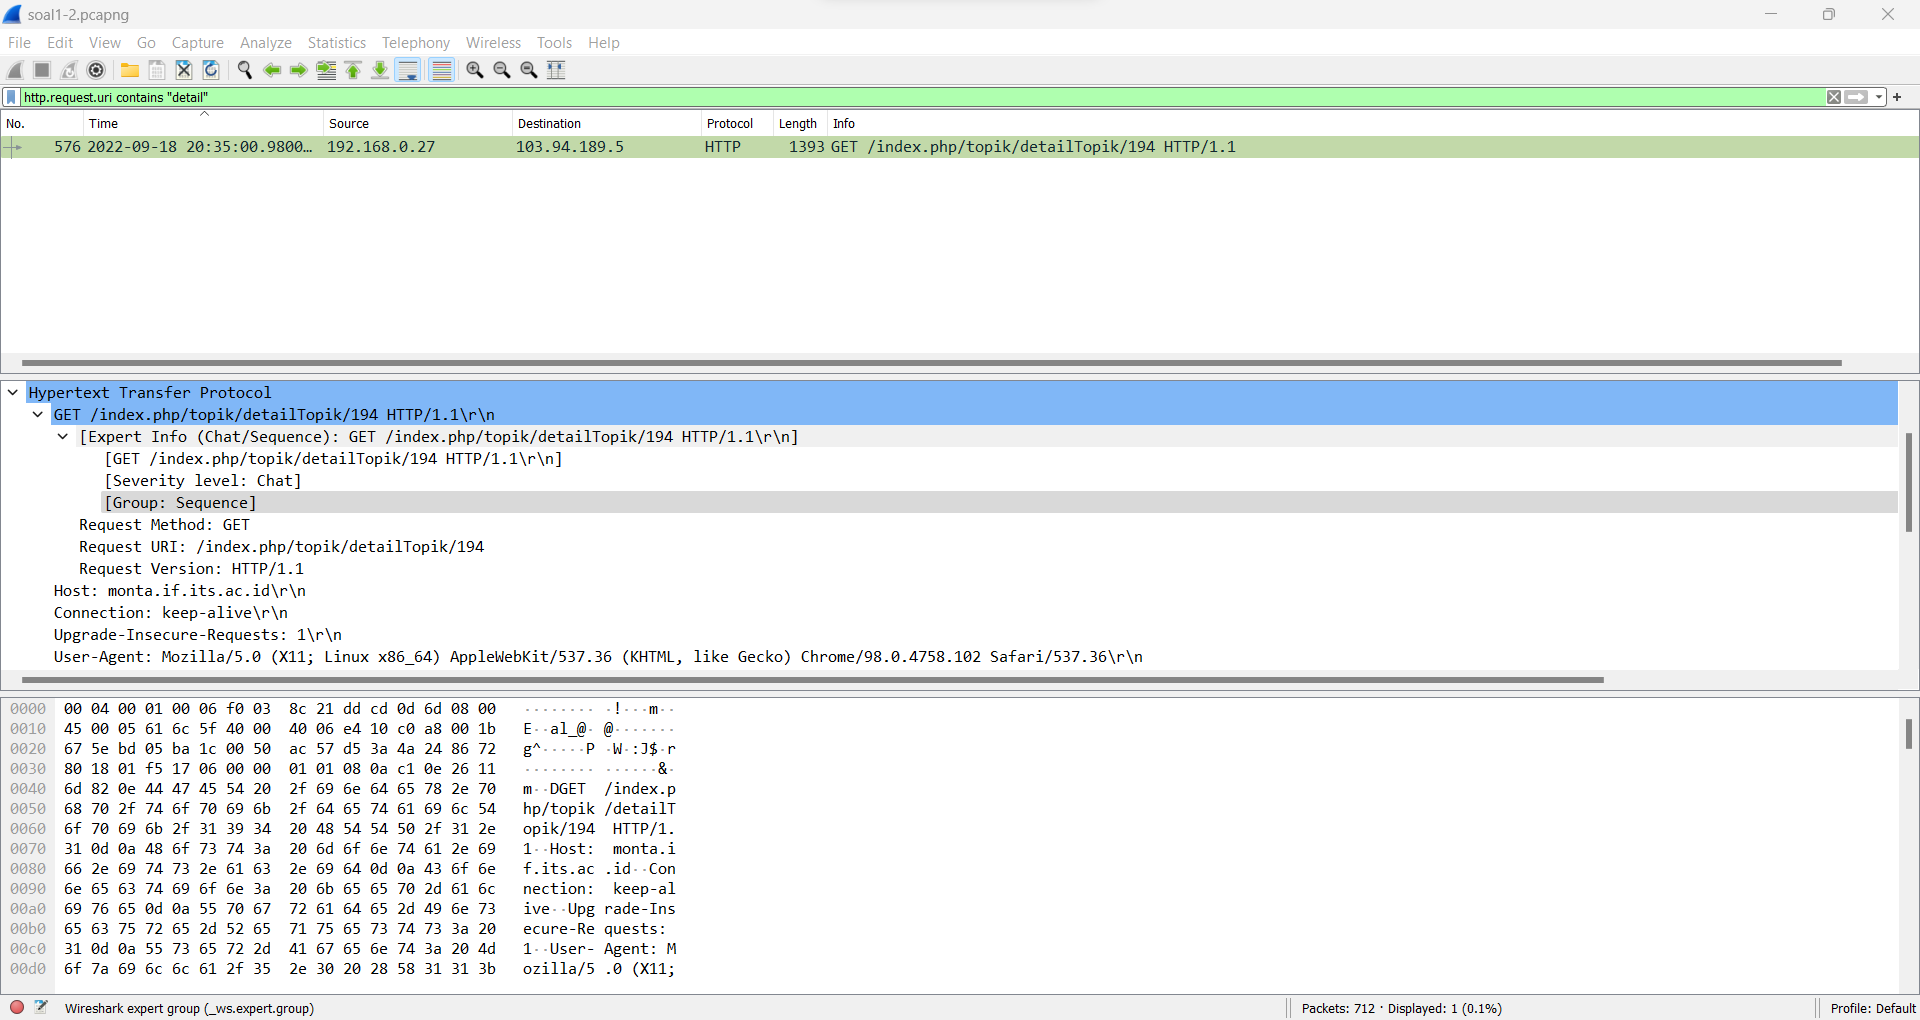 soal1-2.pcapng
File Edit View Go Capture Analyze Statistics Telephony Wireless Tools Help
http.request.uri contains "detail"
No. Time Source Destination Protocol Length Info
576 2022-09-18 20:35:00.9800… 192.168.0.27 103.94.189.5 HTTP 1393 GET /index.php/topik/detailTopik/194 HTTP/1.1
Hypertext Transfer Protocol
GET /index.php/topik/detailTopik/194 HTTP/1.1\r\n
[Expert Info (Chat/Sequence): GET /index.php/topik/detailTopik/194 HTTP/1.1\r\n]
[GET /index.php/topik/detailTopik/194 HTTP/1.1\r\n]
[Severity level: Chat]
[Group: Sequence]
Request Method: GET
Request URI: /index.php/topik/detailTopik/194
Request Version: HTTP/1.1
Host: monta.if.its.ac.id\r\n
Connection: keep-alive\r\n
Upgrade-Insecure-Requests: 1\r\n
User-Agent: Mozilla/5.0 (X11; Linux x86_64) AppleWebKit/537.36 (KHTML, like Gecko) Chrome/98.0.4758.102 Safari/537.36\r\n
0000 00 04 00 01 00 06 f0 03 8c 21 dd cd 0d 6d 08 00 ········ ·!···m··
0010 45 00 05 61 6c 5f 40 00 40 06 e4 10 c0 a8 00 1b E··al_@· @·······
0020 67 5e bd 05 ba 1c 00 50 ac 57 d5 3a 4a 24 86 72 g^·····P ·W·:J$·r
0030 80 18 01 f5 17 06 00 00 01 01 08 0a c1 0e 26 11 ········ ······&·
0040 6d 82 0e 44 47 45 54 20 2f 69 6e 64 65 78 2e 70 m··DGET /index.p
0050 68 70 2f 74 6f 70 69 6b 2f 64 65 74 61 69 6c 54 hp/topik /detailT
0060 6f 70 69 6b 2f 31 39 34 20 48 54 54 50 2f 31 2e opik/194 HTTP/1.
0070 31 0d 0a 48 6f 73 74 3a 20 6d 6f 6e 74 61 2e 69 1··Host: monta.i
0080 66 2e 69 74 73 2e 61 63 2e 69 64 0d 0a 43 6f 6e f.its.ac .id··Con
0090 6e 65 63 74 69 6f 6e 3a 20 6b 65 65 70 2d 61 6c nection: keep-al
00a0 69 76 65 0d 0a 55 70 67 72 61 64 65 2d 49 6e 73 ive··Upg rade-Ins
00b0 65 63 75 72 65 2d 52 65 71 75 65 73 74 73 3a 20 ecure-Re quests:
00c0 31 0d 0a 55 73 65 72 2d 41 67 65 6e 74 3a 20 4d 1··User- Agent: M
00d0 6f 7a 69 6c 6c 61 2f 35 2e 30 20 28 58 31 31 3b ozilla/5 .0 (X11;
Wireshark expert group (_ws.expert.group) Packets: 712 · Displayed: 1 (0.1%) Profile: Default